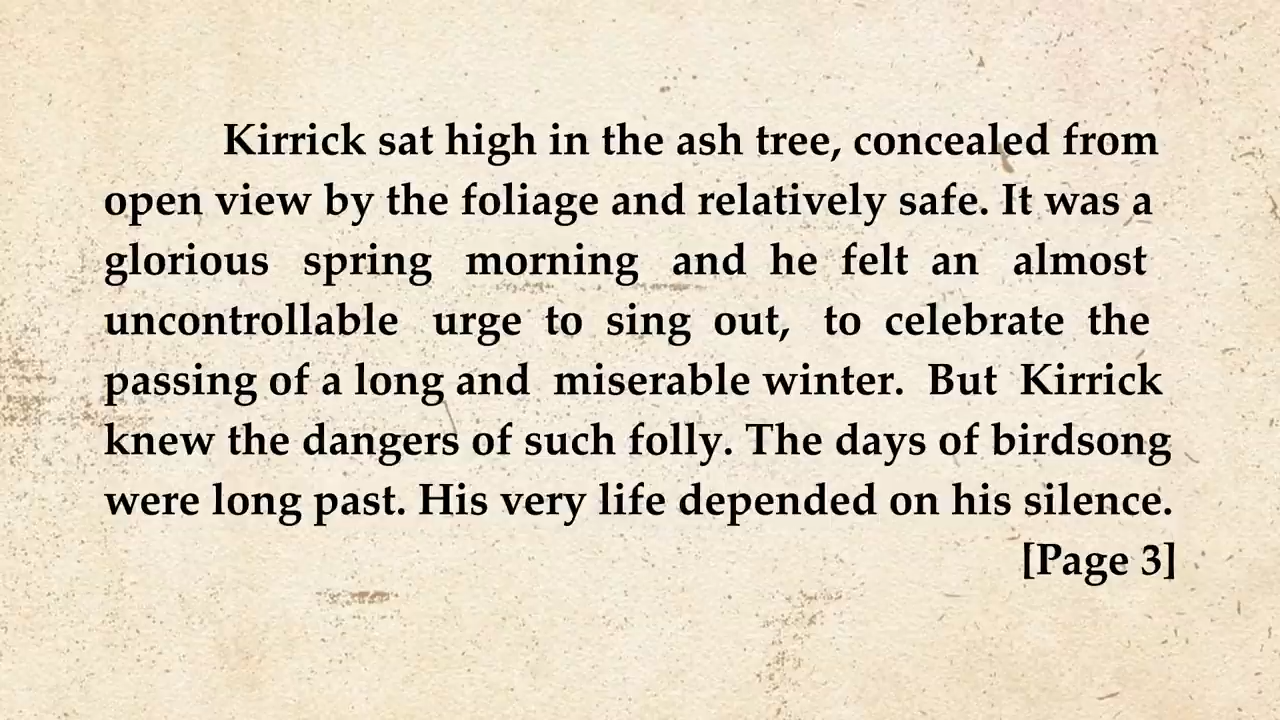 Kirrick sat high in the ash tree, concealed from
open view by the foliage and relatively safe. It was a
glorious spring morning and he felt an almost
uncontrollable urge to sing out, to celebrate the
passing of a long and miserable winter. But Kirrick
knew the dangers of such folly. The days of birdsong
were long past. His very life depended on his silence.
[Page 3]